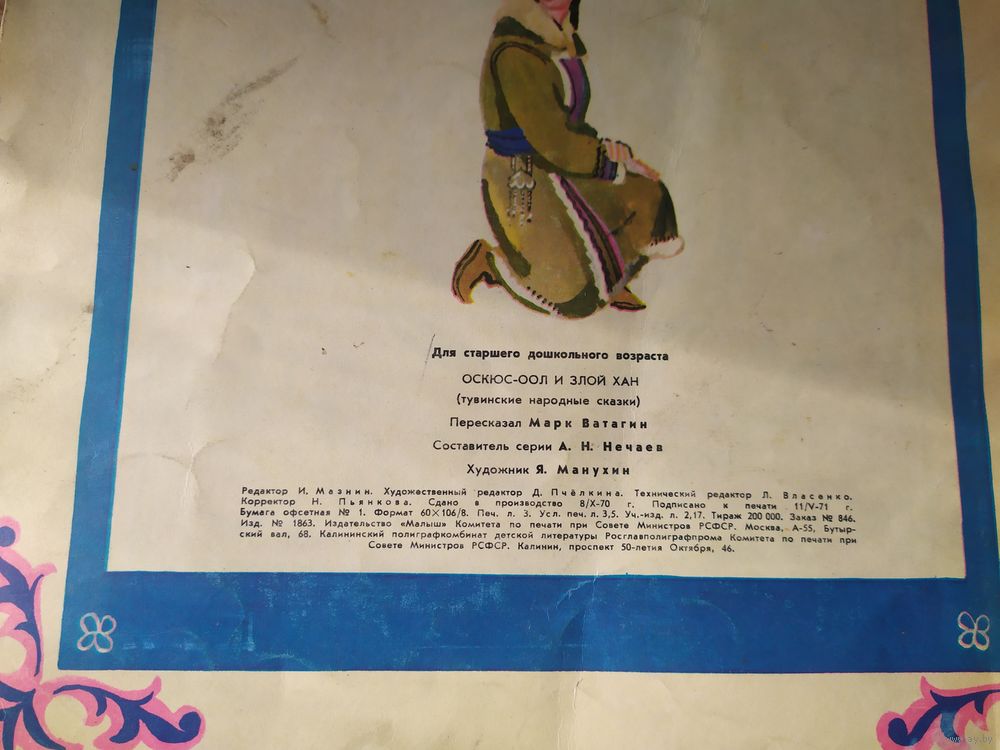 Для старшего дошкольного возраста
ОСКЮС-ООЛ И ЗЛОЙ ХАН
(тувинские народные сказки)
Пересказал Марк Ватагин
Составитель серии А. Н. Нечаев
Художник Я. Манухин
Редактор И. Мазнин. Художественный редактор Д. Пчёлкина. Технический редактор Л. Власенко.
Корректор Н. Пьянкова. Сдано в производство 8/X-70 г. Подписано к печати 11/V-71 г.
Бумага офсетная № 1. Формат 60×106/8. Печ. л. 3. Усл. печ. л. 3,5. Уч.-изд. л. 2,17. Тираж 200 000. Заказ № 846.
Изд. № 1863. Издательство «Малыш» Комитета по печати при Совете Министров РСФСР. Москва, А-55, Бутыр-
ский вал, 68. Калининский полиграфкомбинат детской литературы Росглавполиграфпрома Комитета по печати при
Совете Министров РСФСР. Калинин, проспект 50-летия Октября, 46.